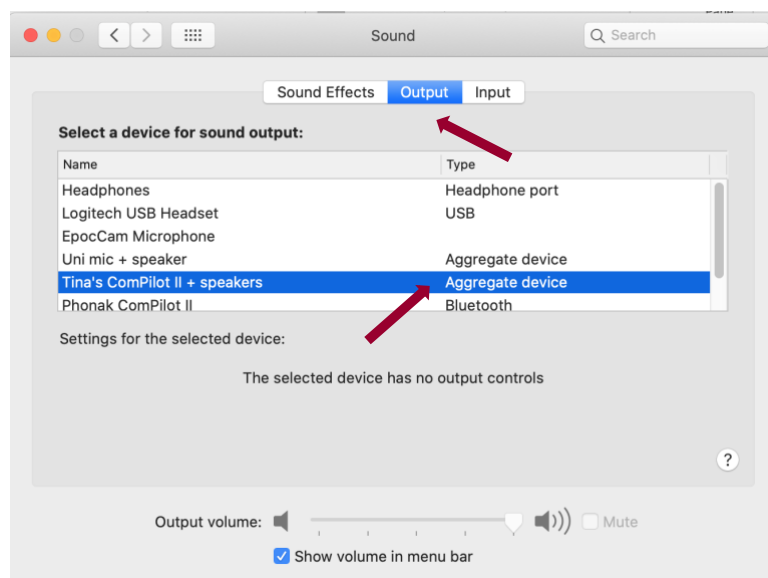 Sound
Search
Sound Effects Output Input
Select a device for sound output:
Name Type
Headphones Headphone port
Logitech USB Headset USB
EpocCam Microphone
Uni mic + speaker Aggregate device
Tina's ComPilot II + speakers Aggregate device
Phonak ComPilot II Bluetooth
Settings for the selected device:
The selected device has no output controls
?
Output volume: Mute
Show volume in menu bar